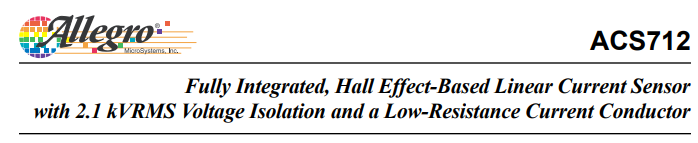 Allegro®
MicroSystems, Inc.
ACS712
Fully Integrated, Hall Effect-Based Linear Current Sensor
with 2.1 kVRMS Voltage Isolation and a Low-Resistance Current Conductor